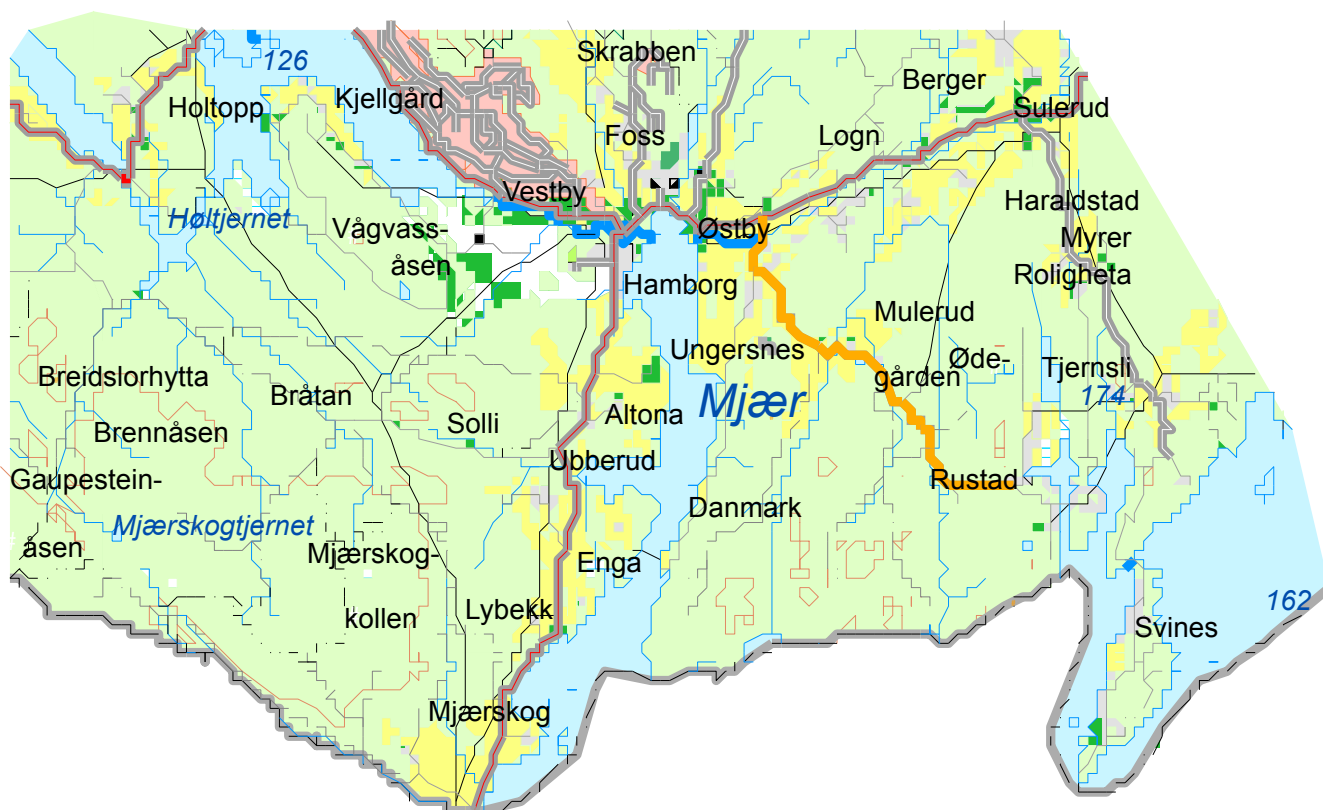 Skrabben
126
Berger
Holtopp
Kjellgård
Sulerud
Foss
Logn
Vestby
Haraldstad
Høltjernet
Vågvass-
åsen
Østby
Myrer
Roligheta
Hamborg
Mulerud
Ungersnes
Øde-
gården
Tjernsli
174
Breidslorhytta
Bråtan
Mjær
Solli
Altona
Brennåsen
Ubberud
Gaupestein-
åsen
Rustad
Danmark
Mjærskogtjernet
Mjærskog-
kollen
Enga
Lybekk
162
Svines
Mjærskog